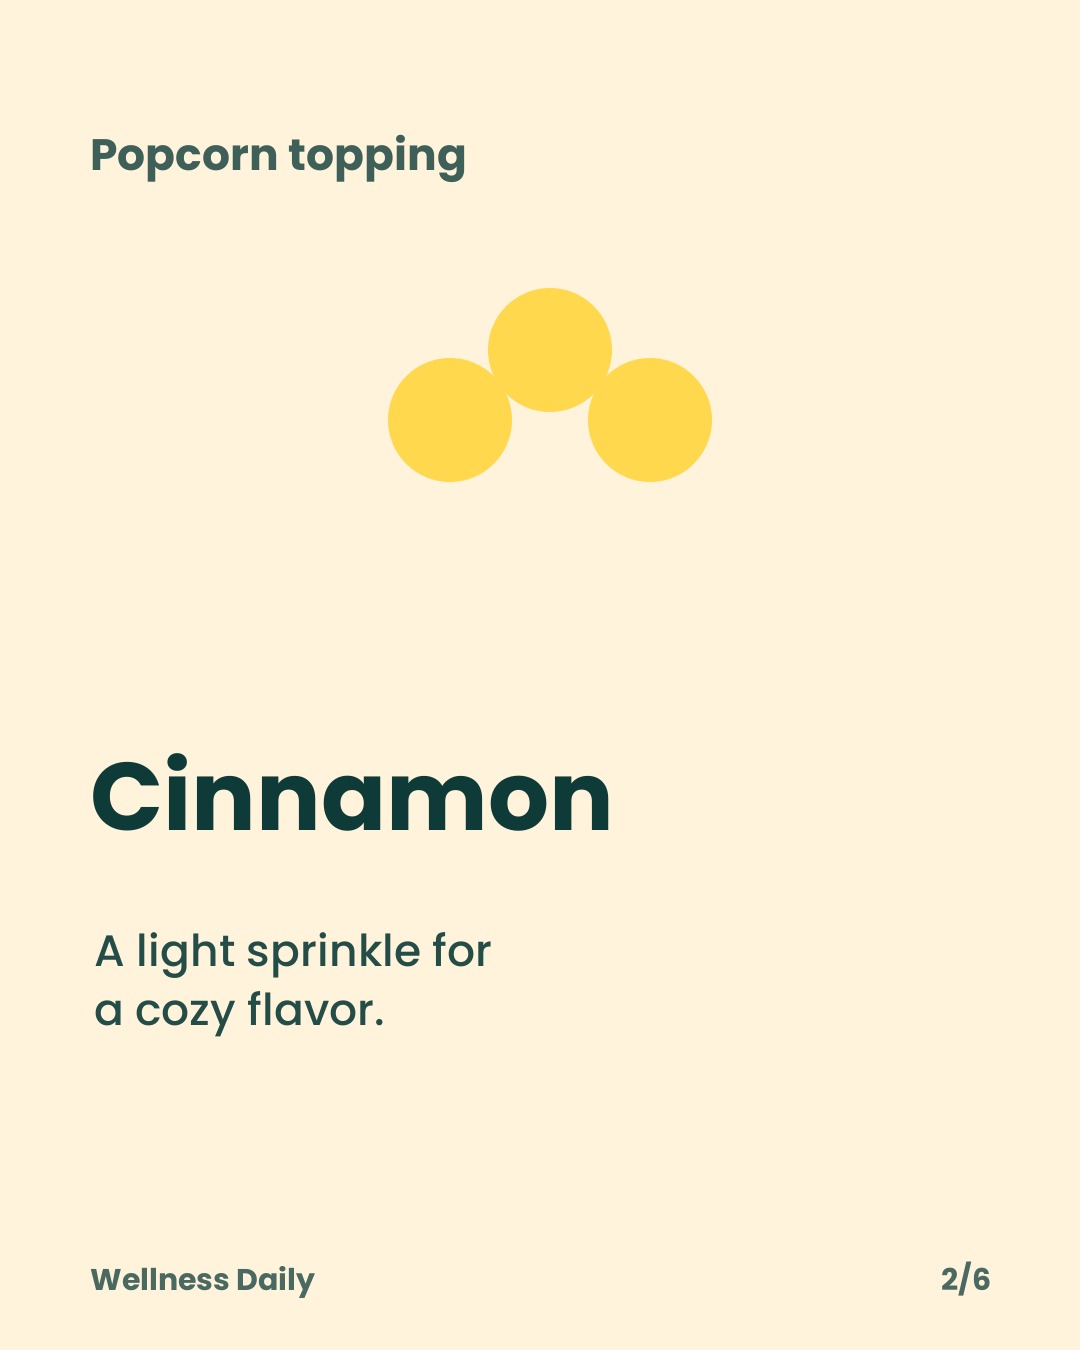 Popcorn topping
Cinnamon
A light sprinkle for
a cozy flavor.
Wellness Daily
2/6